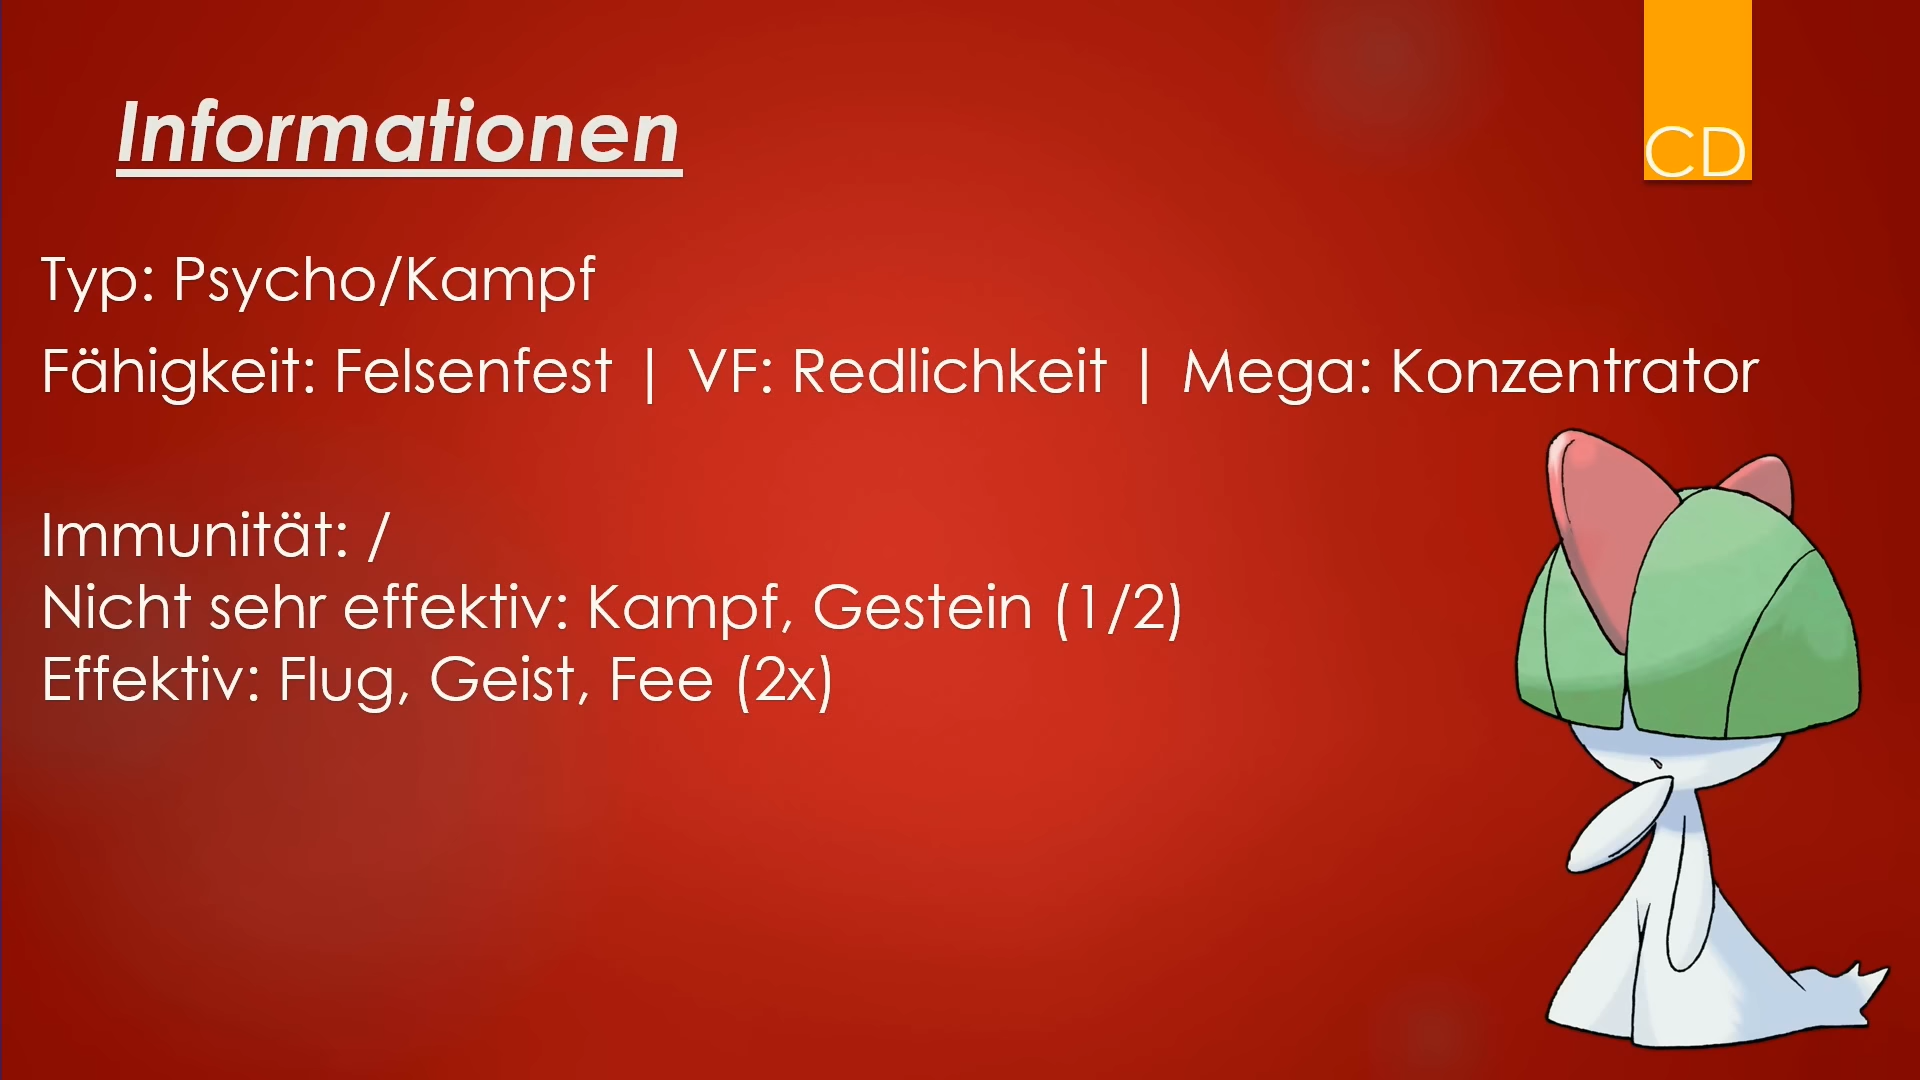 Informationen
CD
Typ: Psycho/Kampf
Fähigkeit: Felsenfest | VF: Redlichkeit | Mega: Konzentrator
Immunität: /
Nicht sehr effektiv: Kampf, Gestein (1/2)
Effektiv: Flug, Geist, Fee (2x)